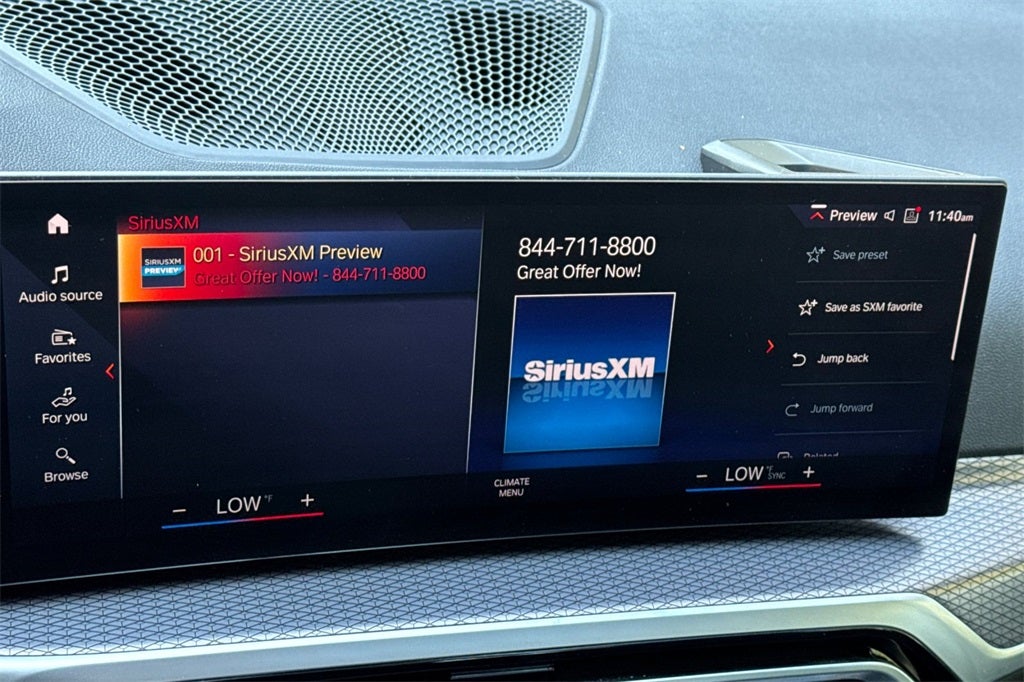 SiriusXM
SIRIUSXM
PREVIEW
001 - SiriusXM Preview
Great Offer Now! - 844-711-8800
Audio source
Favorites
For you
Browse
844-711-8800
Great Offer Now!
SiriusXM
Preview 11:40am
Save preset
Save as SXM favorite
Jump back
Jump forward
Related
− LOW °F +
CLIMATE
MENU
− LOW °F SYNC +